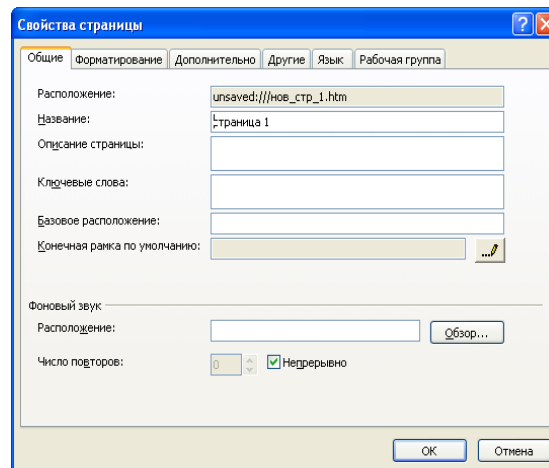 Свойства страницы
Общие Форматирование Дополнительно Другие Язык Рабочая группа
Расположение: unsaved:///нов_стр_1.htm
Название: Страница 1
Описание страницы:
Ключевые слова:
Базовое расположение:
Конечная рамка по умолчанию:
Фоновый звук
Расположение: Обзор...
Число повторов: 0 Непрерывно
ОК Отмена